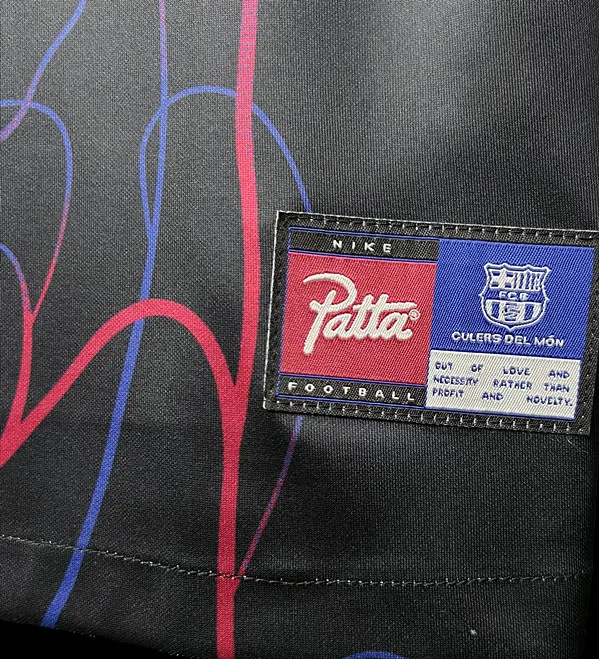 NIKE
Patta®
FOOTBALL
FCB
CULERS DEL MÓN
OUT OF LOVE AND
NECESSITY RATHER THAN
PROFIT AND NOVELTY.